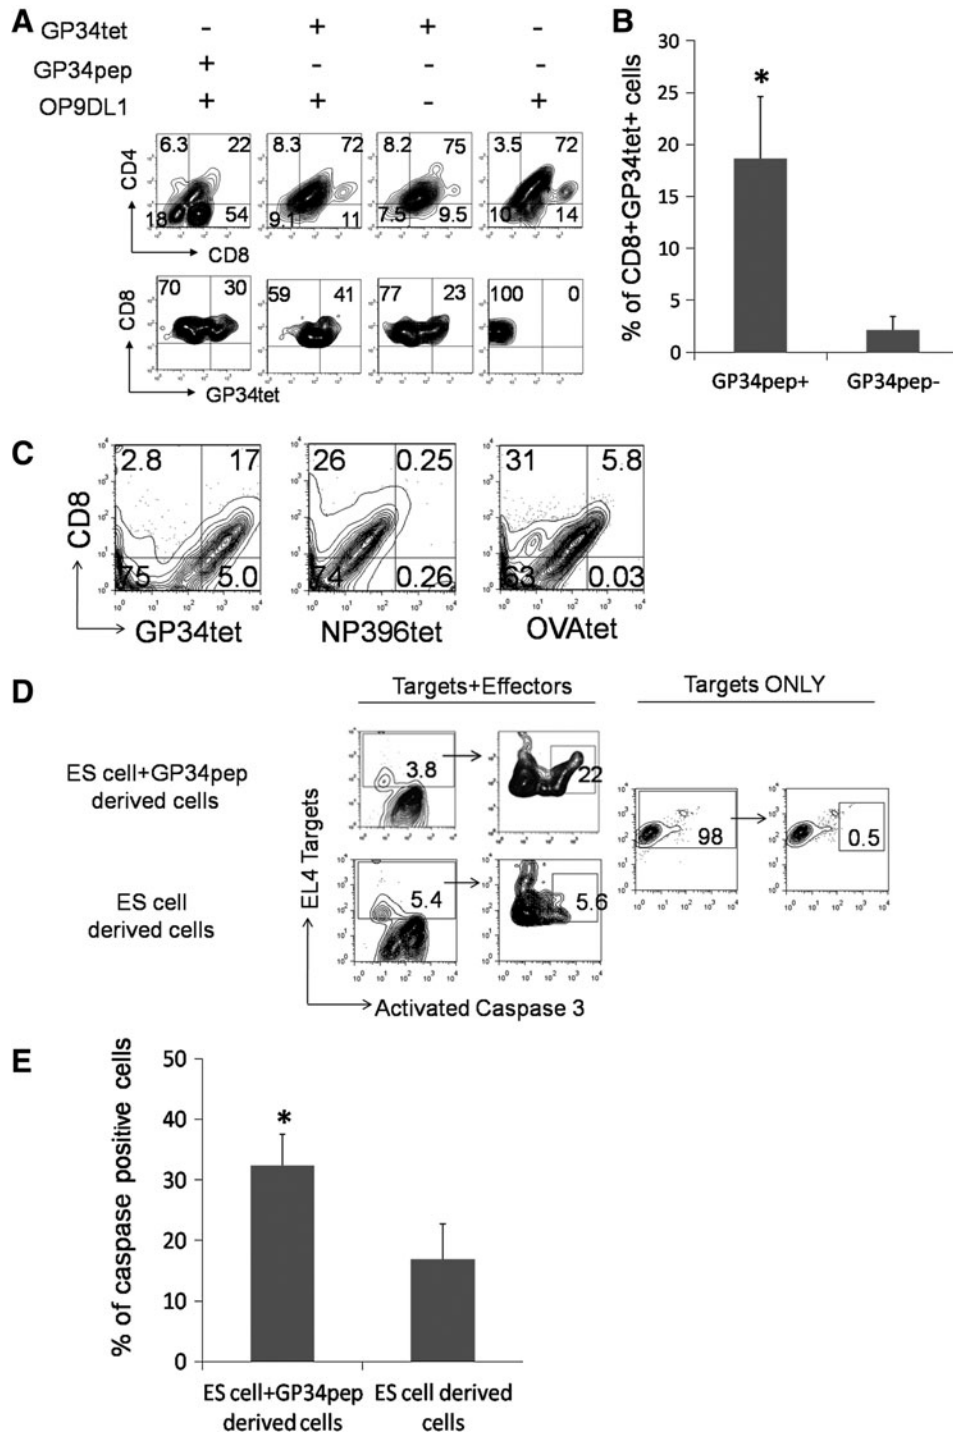 A
GP34tet - + + -
GP34pep + - - -
OP9DL1 + + - +
6.3 22 8.3 72 8.2 75 3.5 72
CD4
18 54 9.1 11 7.5 9.5 10 14
CD8
70 30 59 41 77 23 100 0
CD8
GP34tet
B
30
25
20
15
10
5
0
% of CD8+GP34tet+ cells
*
GP34pep+ GP34pep-
C
2.8 17 26 0.25 31 5.8
CD8
75 5.0 74 0.26 63 0.03
GP34tet NP396tet OVAtet
D
Targets+Effectors Targets ONLY
ES cell+GP34pep
derived cells
3.8 22
98 0.5
ES cell
derived cells
5.4 5.6
EL4 Targets
Activated Caspase 3
E
50
40
30
20
10
0
% of caspase positive cells
*
ES cell+GP34pep
derived cells
ES cell derived
cells